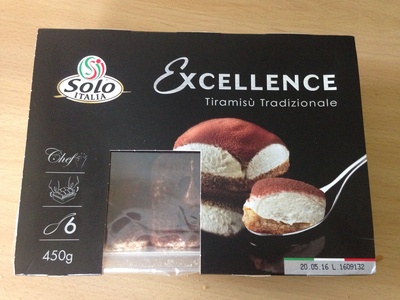 Solo
ITALIA
EXCELLENCE
Tiramisù Tradizionale
Chef
6
450g
20.05.16 L.1609132